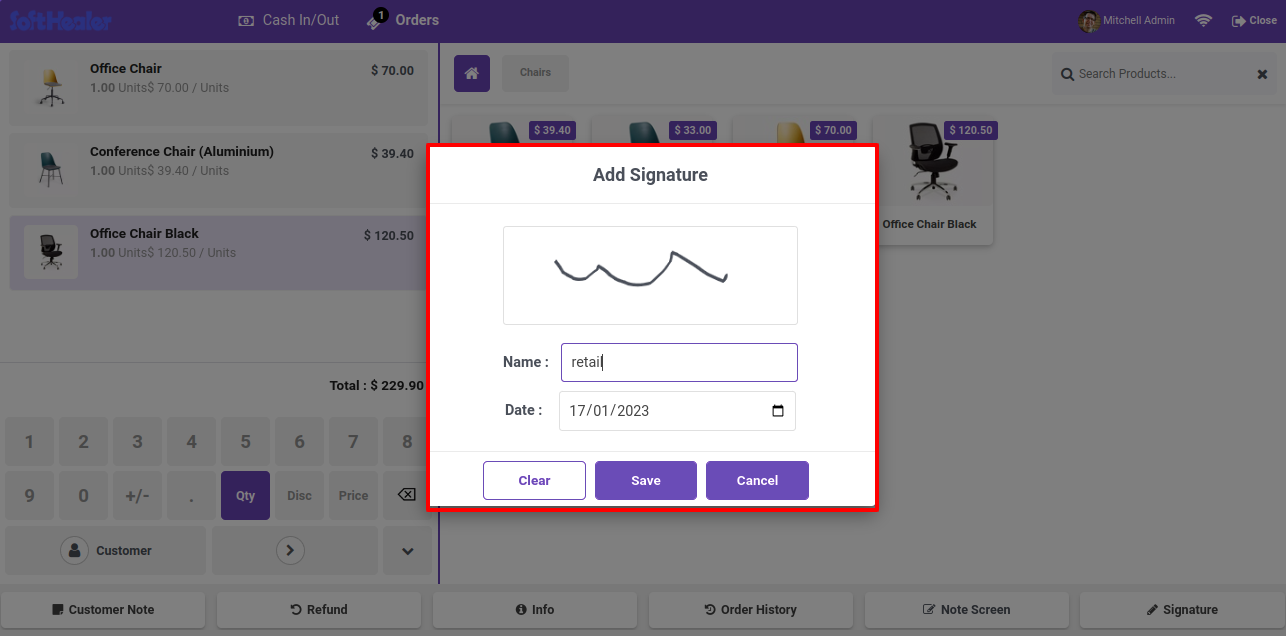 SoftHealer
Cash In/Out
1
Orders
Mitchell Admin
Close
Office Chair
$ 70.00
1.00 Units$ 70.00 / Units
Conference Chair (Aluminium)
$ 39.40
1.00 Units$ 39.40 / Units
Office Chair Black
$ 120.50
1.00 Units$ 120.50 / Units
Total : $ 229.90
1 2 3 4 5 6 7 8
9 0 +/- . Qty Disc Price
Customer
Chairs
Search Products...
$ 39.40
$ 33.00
$ 70.00
$ 120.50
Office Chair Black
Add Signature
Name :
retail
Date :
17/01/2023
Clear
Save
Cancel
Customer Note
Refund
Info
Order History
Note Screen
Signature